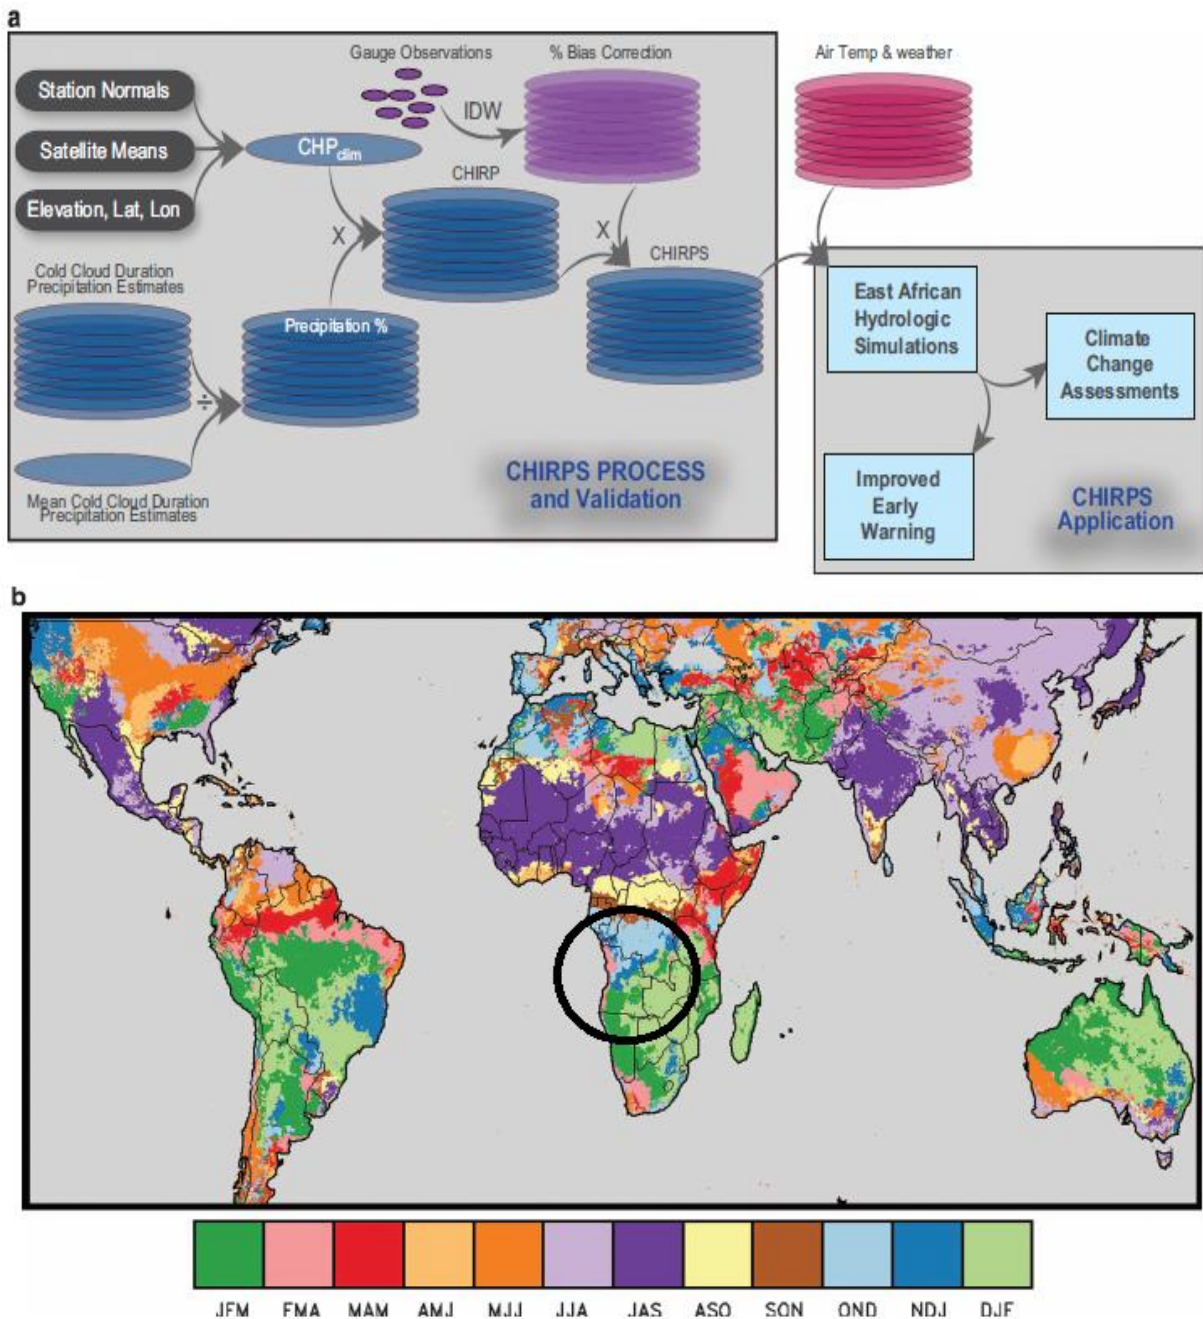 a
Gauge Observations
% Bias Correction
Air Temp & weather
Station Normals
IDW
Satellite Means
CHPclim
CHIRP
Elevation, Lat, Lon
X
X
CHIRPS
Cold Cloud Duration
Precipitation Estimates
Precipitation %
÷
East African
Hydrologic
Simulations
Climate
Change
Assessments
Mean Cold Cloud Duration
Precipitation Estimates
CHIRPS PROCESS
and Validation
Improved
Early
Warning
CHIRPS
Application
b
JFM FMA MAM AMJ MJJ JJA JAS ASO SON OND NDJ DJF